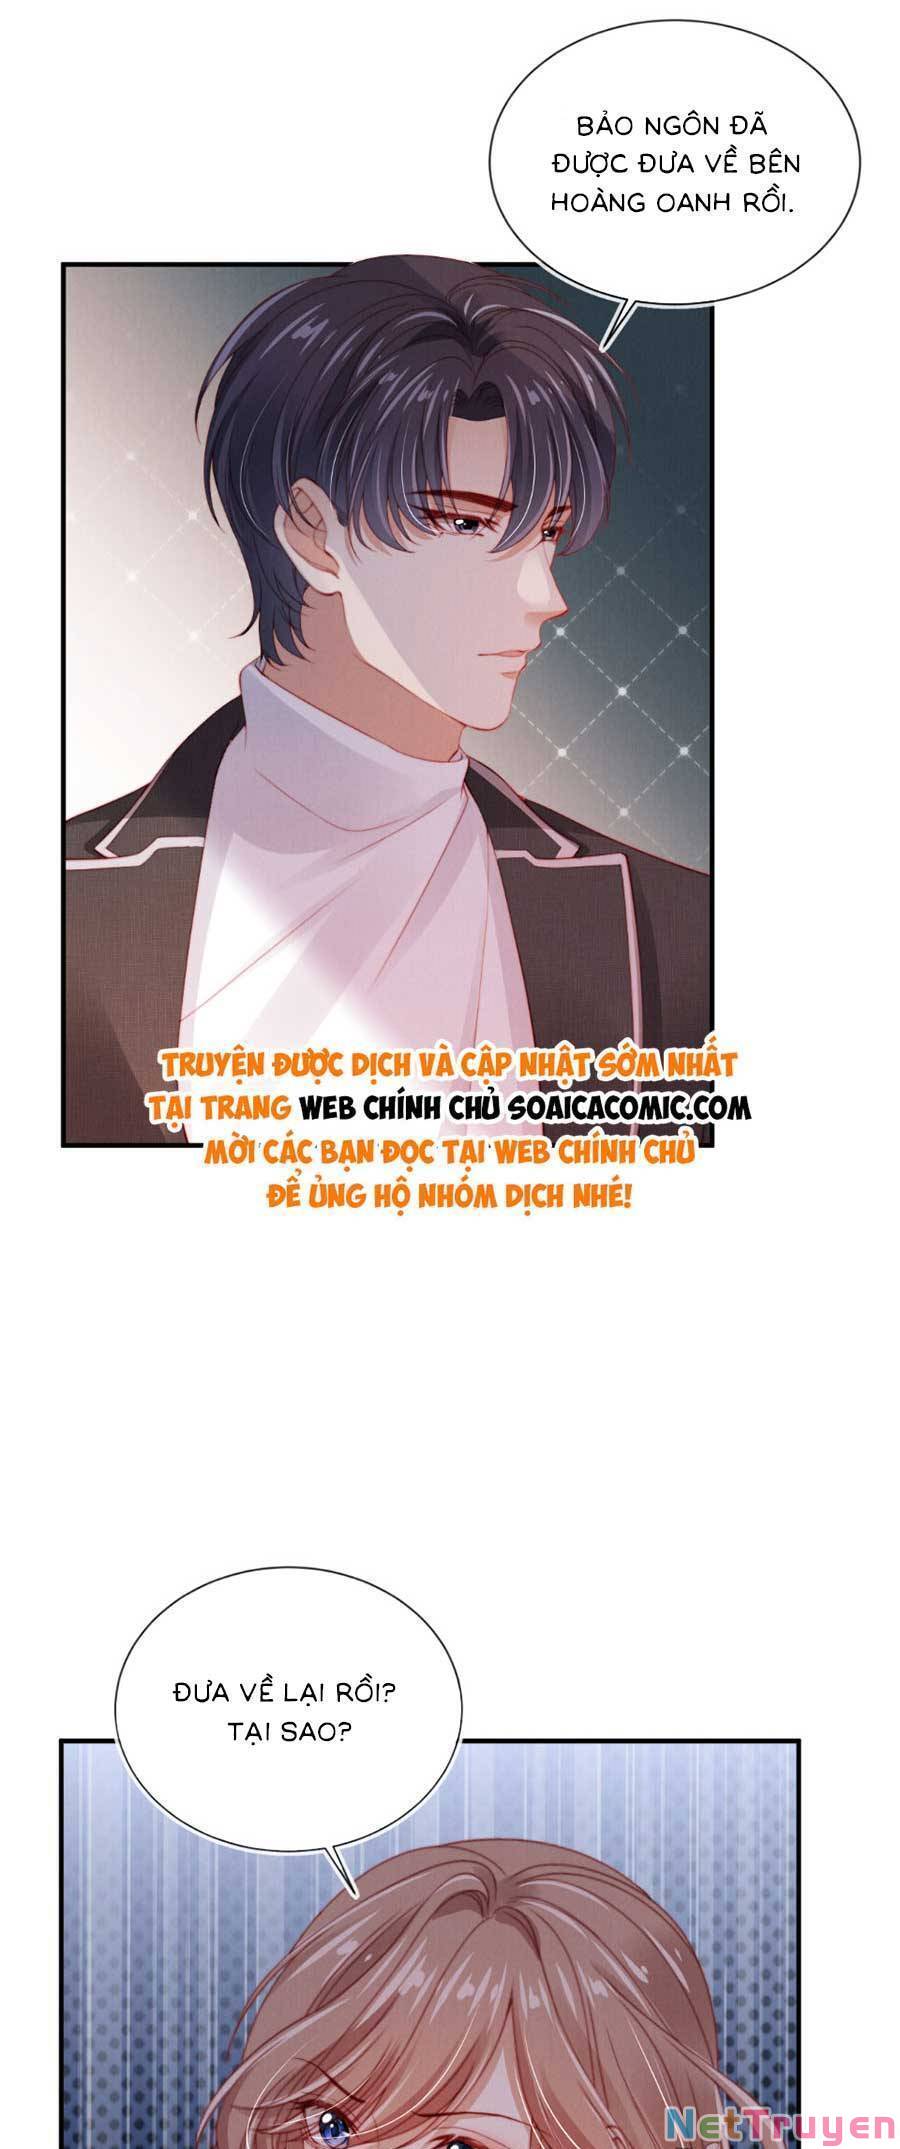 BẢO NGÔN ĐÃ
ĐƯỢC ĐƯA VỀ BÊN
HOÀNG OANH RỒI.
TRUYỆN ĐƯỢC DỊCH VÀ CẬP NHẬT SỚM NHẤT
TẠI TRANG WEB CHÍNH CHỦ SOAICACOMIC.COM
MỜI CÁC BẠN ĐỌC TẠI WEB CHÍNH CHỦ
ĐỂ ỦNG HỘ NHÓM DỊCH NHÉ!
ĐƯA VỀ LẠI RỒI?
TẠI SAO?
NetTruyen